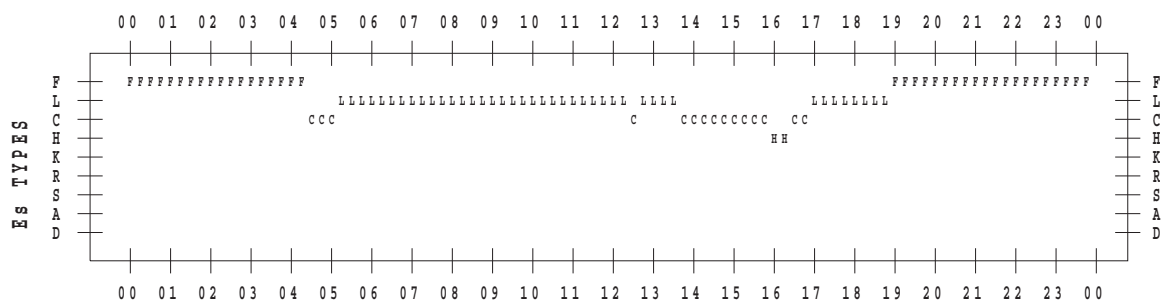 00 01 02 03 04 05 06 07 08 09 10 11 12 13 14 15 16 17 18 19 20 21 22 23 00
F FFFFFFFFFFFFFFFFFF FFFFFFFFFFFFFFFFFFFF F
L LLLLLLLLLLLLLLLLLLLLLLLLLLLLL LLLL LLLLLLLL L
C CCC C CCCCCCCCC CC C
H HH H
K K
R R
S S
A A
D D
Es TYPES
00 01 02 03 04 05 06 07 08 09 10 11 12 13 14 15 16 17 18 19 20 21 22 23 00